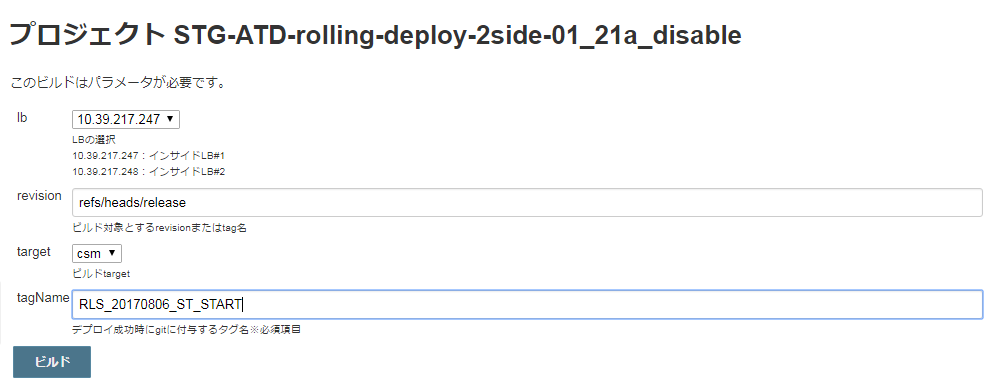 プロジェクト STG-ATD-rolling-deploy-2side-01_21a_disable
このビルドはパラメータが必要です。
lb
10.39.217.247
LBの選択
10.39.217.247：インサイドLB#1
10.39.217.248：インサイドLB#2
revision
refs/heads/release
ビルド対象とするrevisionまたはtag名
target
csm
ビルドtarget
tagName
RLS_20170806_ST_START
デプロイ成功時にgitに付与するタグ名※必須項目
ビルド